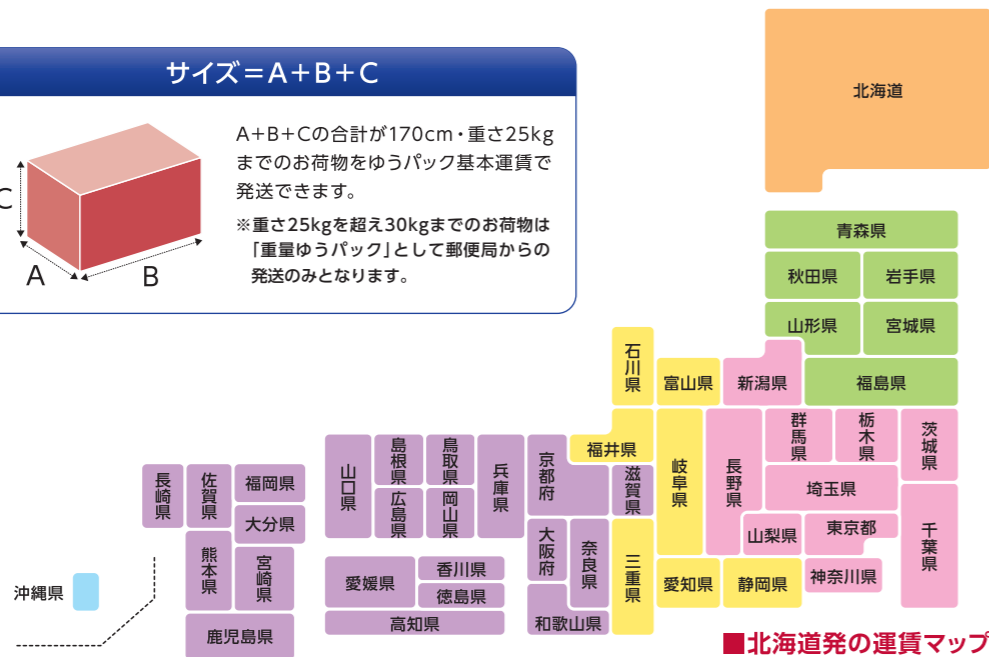 サイズ＝A＋B＋C
A+B+Cの合計が170cm・重さ25kg
までのお荷物をゆうパック基本運賃で
発送できます。
※重さ25kgを超え30kgまでのお荷物は
「重量ゆうパック」として郵便局からの
発送のみとなります。
C
A
B
北海道
青森県
秋田県
岩手県
山形県
宮城県
福島県
石川県
富山県
新潟県
福井県
岐阜県
長野県
群馬県
栃木県
茨城県
埼玉県
山梨県
東京都
千葉県
神奈川県
静岡県
愛知県
三重県
滋賀県
京都府
兵庫県
鳥取県
島根県
山口県
岡山県
広島県
大阪府
奈良県
和歌山県
香川県
愛媛県
徳島県
高知県
福岡県
佐賀県
長崎県
大分県
熊本県
宮崎県
鹿児島県
沖縄県
■北海道発の運賃マップ